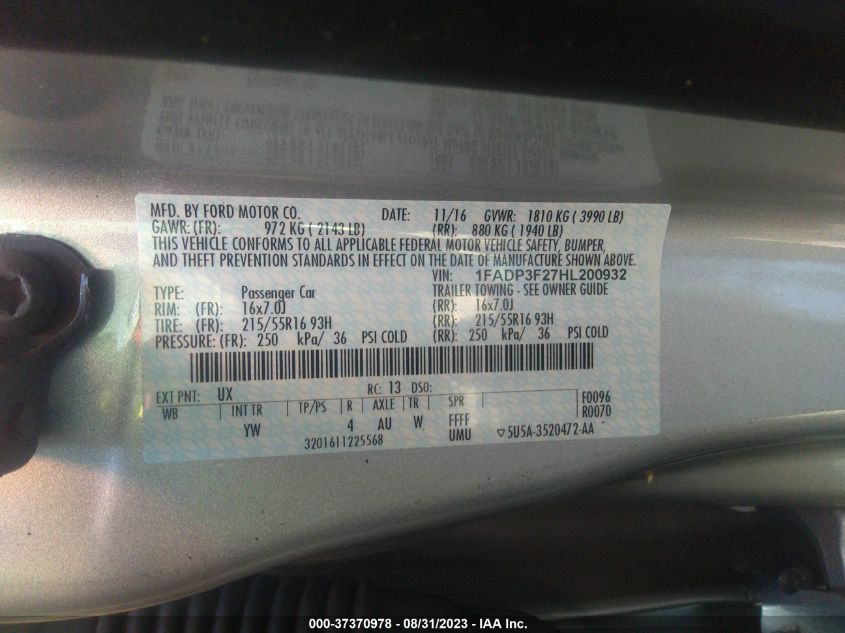 MFD. BY FORD MOTOR CO. DATE: 11/16 GVWR: 1810 KG ( 3990 LB)
GAWR: (FR): 972 KG ( 2143 LB) (RR): 880 KG ( 1940 LB)
THIS VEHICLE CONFORMS TO ALL APPLICABLE FEDERAL MOTOR VEHICLE SAFETY, BUMPER,
AND THEFT PREVENTION STANDARDS IN EFFECT ON THE DATE OF MANUFACTURE SHOWN ABOVE.
VIN: 1FADP3F27HL200932
TYPE: Passenger Car TRAILER TOWING - SEE OWNER GUIDE
RIM: (FR): 16x7.0J (RR): 16x7.0J
TIRE: (FR): 215/55R16 93H (RR): 215/55R16 93H
PRESSURE: (FR): 250 kPa/ 36 PSI COLD (RR): 250 kPa/ 36 PSI COLD
EXT PNT: UX RC: 13 DSO: F0096
WB INT TR TP/PS R AXLE TR SPR R0070
YW 4 AU W FFFF
3201611225568 UMU ▽5U5A-3520472-AA
000-37370978 - 08/31/2023 - IAA Inc.